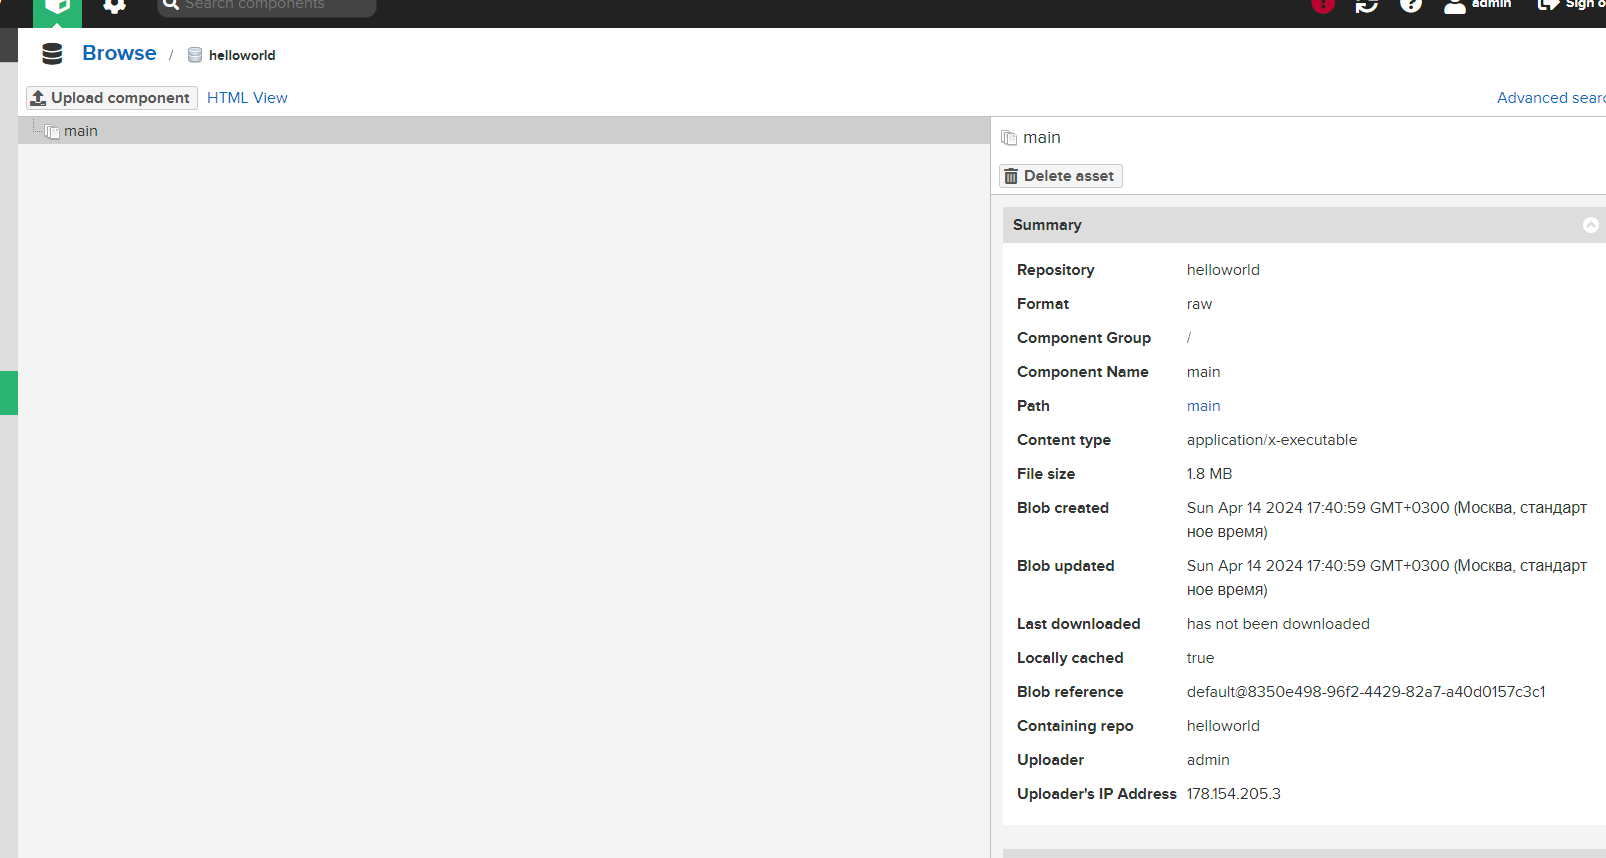 Search components
admin
Sign o
Browse / helloworld
Upload component HTML View
Advanced searc
main
main
Delete asset
Summary
Repository helloworld
Format raw
Component Group /
Component Name main
Path main
Content type application/x-executable
File size 1.8 MB
Blob created Sun Apr 14 2024 17:40:59 GMT+0300 (Москва, стандарт
ное время)
Blob updated Sun Apr 14 2024 17:40:59 GMT+0300 (Москва, стандарт
ное время)
Last downloaded has not been downloaded
Locally cached true
Blob reference default@8350e498-96f2-4429-82a7-a40d0157c3c1
Containing repo helloworld
Uploader admin
Uploader's IP Address 178.154.205.3